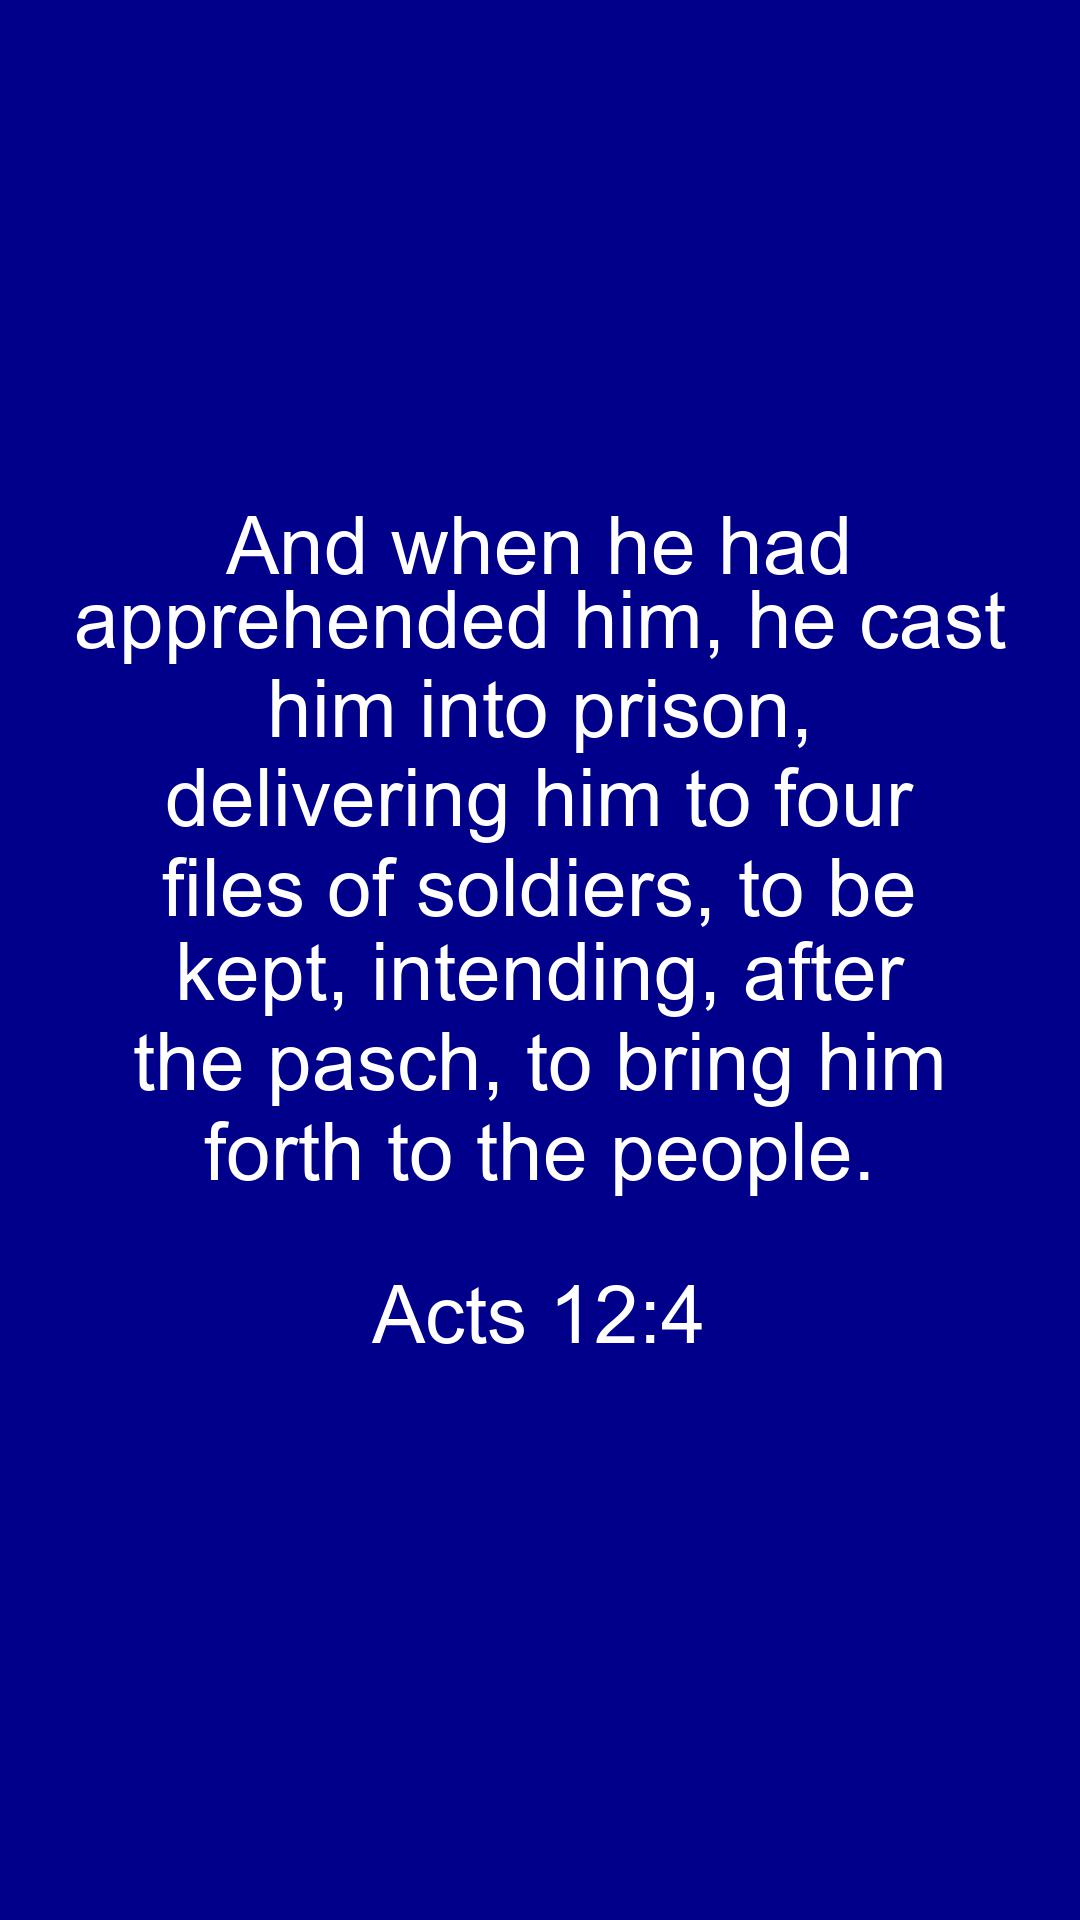 And when he had
apprehended him, he cast
him into prison,
delivering him to four
files of soldiers, to be
kept, intending, after
the pasch, to bring him
forth to the people.
Acts 12:4